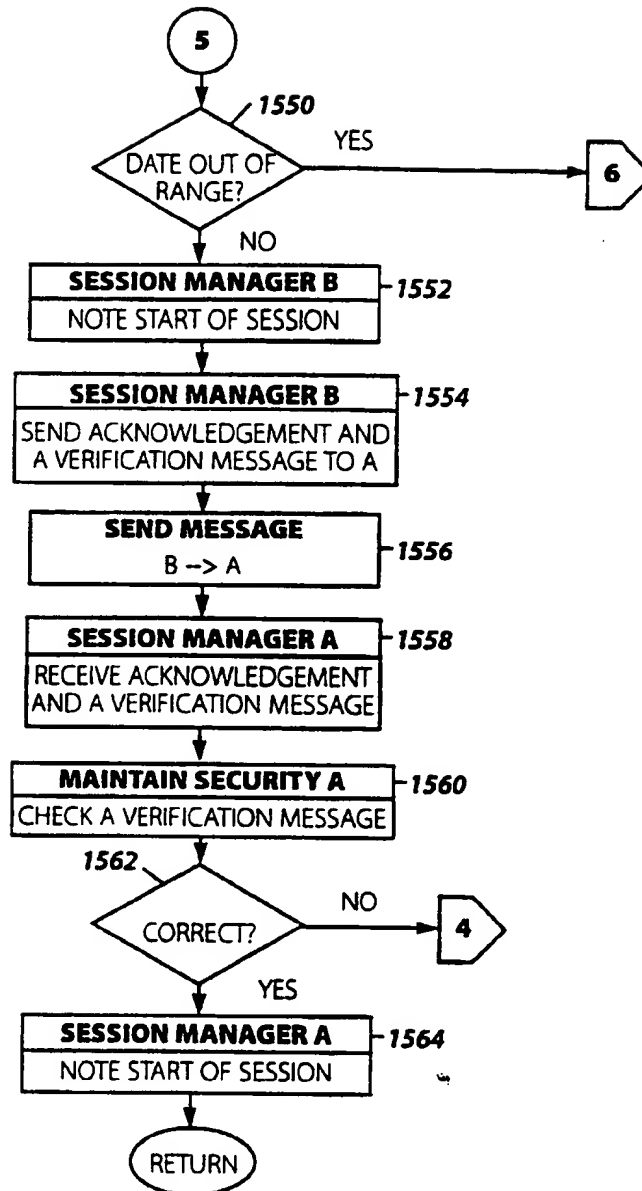 5
1550
YES
DATE OUT OF
RANGE?
6
NO
SESSION MANAGER B
1552
NOTE START OF SESSION
SESSION MANAGER B
1554
SEND ACKNOWLEDGEMENT AND
A VERIFICATION MESSAGE TO A
SEND MESSAGE
1556
B --> A
SESSION MANAGER A
1558
RECEIVE ACKNOWLEDGEMENT
AND A VERIFICATION MESSAGE
MAINTAIN SECURITY A
1560
CHECK A VERIFICATION MESSAGE
1562
NO
CORRECT?
4
YES
SESSION MANAGER A
1564
NOTE START OF SESSION
RETURN